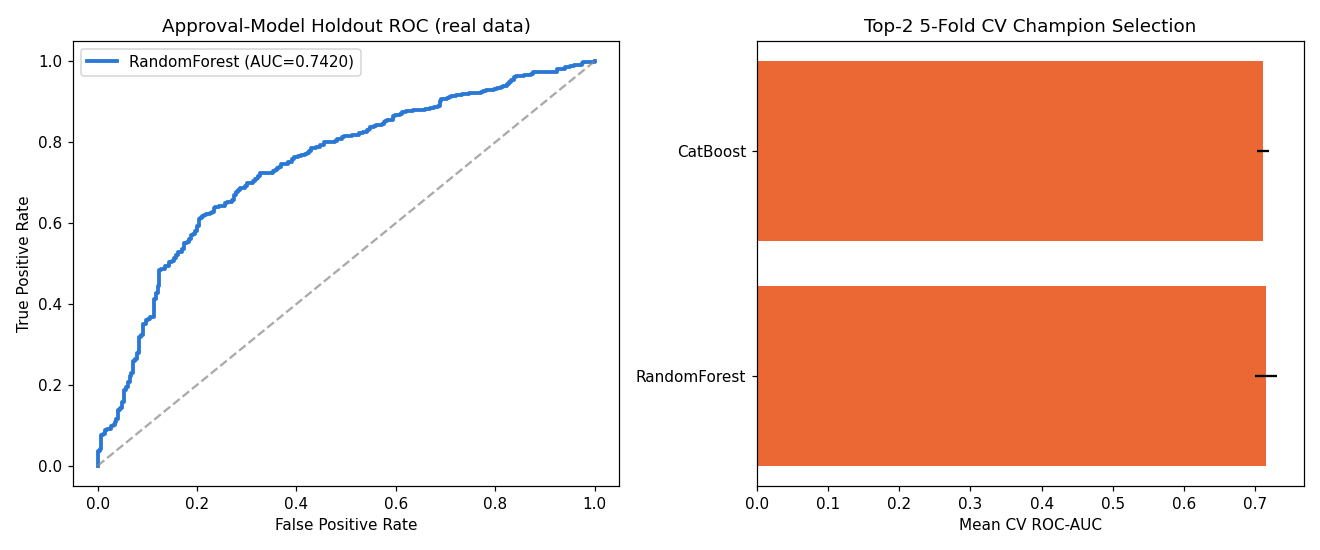 Approval-Model Holdout ROC (real data)
RandomForest (AUC=0.7420)
1.0
0.8
0.6
0.4
0.2
0.0
True Positive Rate
0.0 0.2 0.4 0.6 0.8 1.0
False Positive Rate
Top-2 5-Fold CV Champion Selection
CatBoost
RandomForest
0.0 0.1 0.2 0.3 0.4 0.5 0.6 0.7
Mean CV ROC-AUC